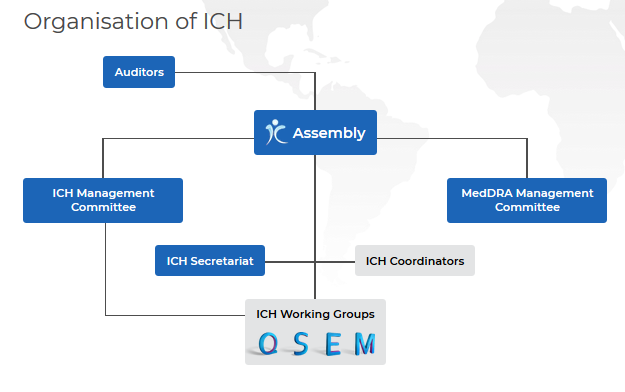 Organisation of ICH
Auditors
Assembly
ICH Management
Committee
MedDRA Management
Committee
ICH Secretariat
ICH Coordinators
ICH Working Groups
Q S E M